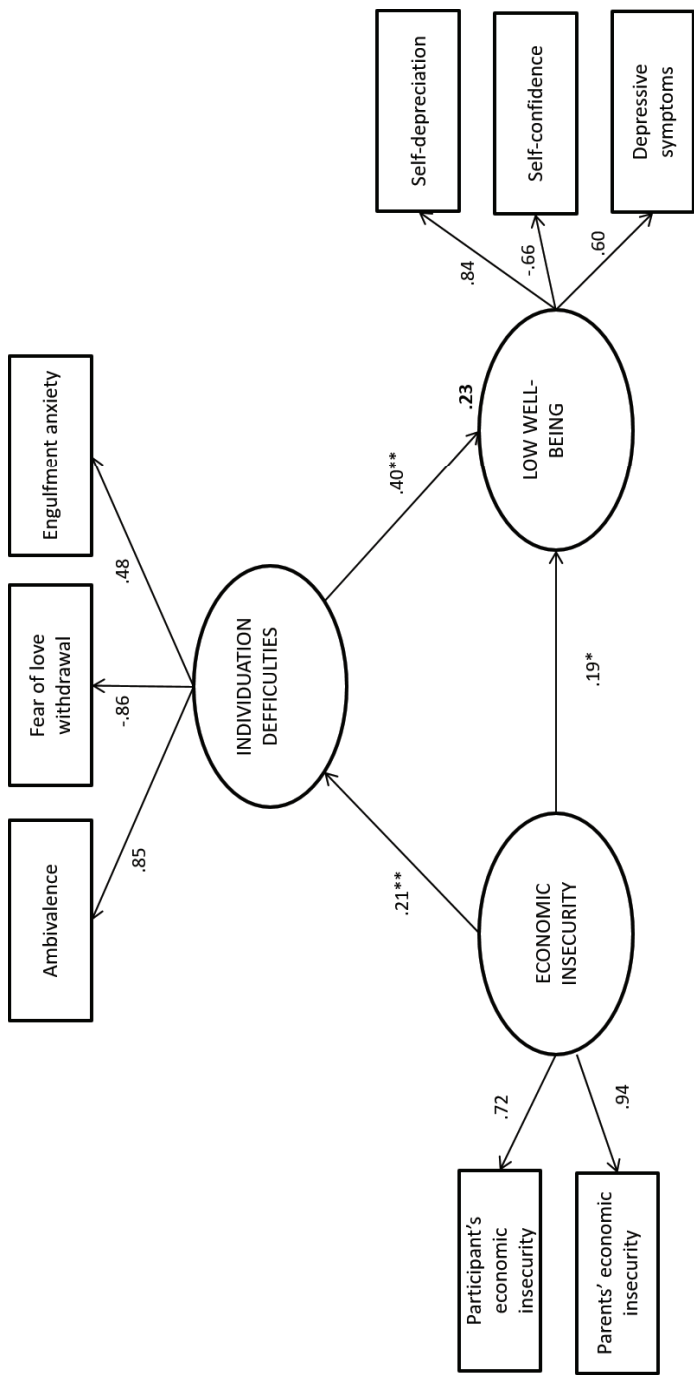 Ambivalence
Fear of love
withdrawal
Engulfment anxiety
.85
-.86
.48
INDIVIDUATION
DEFFICULTIES
.21**
.40**
Participant's
economic
insecurity
Parents' economic
insecurity
.72
.94
ECONOMIC
INSECURITY
.19*
.23
LOW WELL-
BEING
.84
-.66
.60
Self-depreciation
Self-confidence
Depressive
symptoms